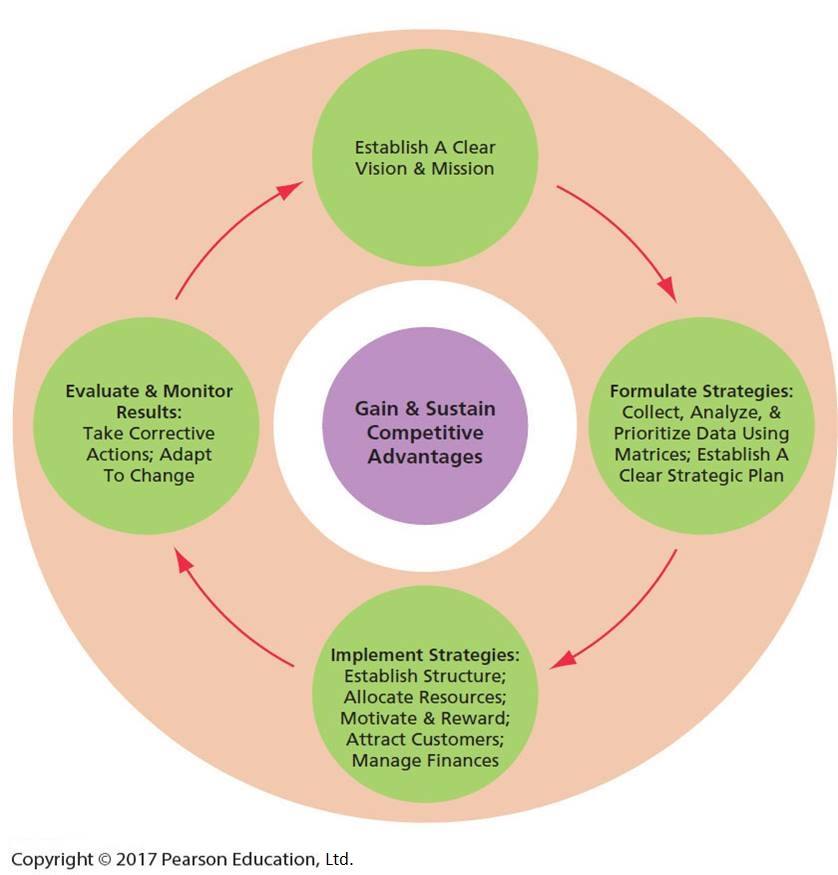 Establish A Clear
Vision & Mission
Formulate Strategies:
Collect, Analyze, &
Prioritize Data Using
Matrices; Establish A
Clear Strategic Plan
Implement Strategies:
Establish Structure;
Allocate Resources;
Motivate & Reward;
Attract Customers;
Manage Finances
Evaluate & Monitor
Results:
Take Corrective
Actions; Adapt
To Change
Gain & Sustain
Competitive
Advantages
Copyright © 2017 Pearson Education, Ltd.